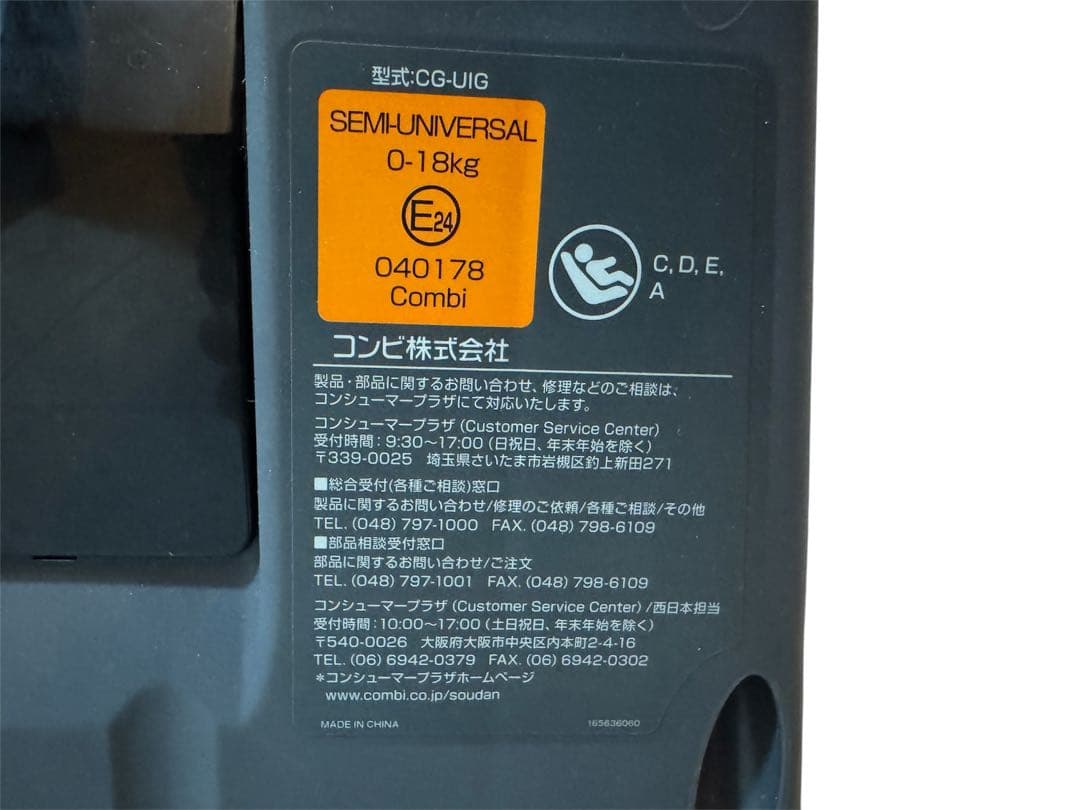 型式:CG-UIG
SEMI-UNIVERSAL
0-18kg
E24
040178
Combi
C, D, E,
A
コンビ株式会社
製品・部品に関するお問い合わせ、修理などのご相談は、
コンシューマープラザにて対応いたします。
コンシューマープラザ (Customer Service Center)
受付時間：9:30～17:00 (日祝日、年末年始を除く)
〒339-0025 埼玉県さいたま市岩槻区釣上新田271
■総合受付(各種ご相談)窓口
製品に関するお問い合わせ/修理のご依頼/各種ご相談/その他
TEL. (048) 797-1000 FAX. (048) 798-6109
■部品相談受付窓口
部品に関するお問い合わせ/ご注文
TEL. (048) 797-1001 FAX. (048) 798-6109
コンシューマープラザ (Customer Service Center) /西日本担当
受付時間：10:00～17:00 (土日祝日、年末年始を除く)
〒540-0026 大阪府大阪市中央区内本町2-4-16
TEL. (06) 6942-0379 FAX. (06) 6942-0302
＊コンシューマープラザホームページ
www.combi.co.jp/soudan
MADE IN CHINA
165636060